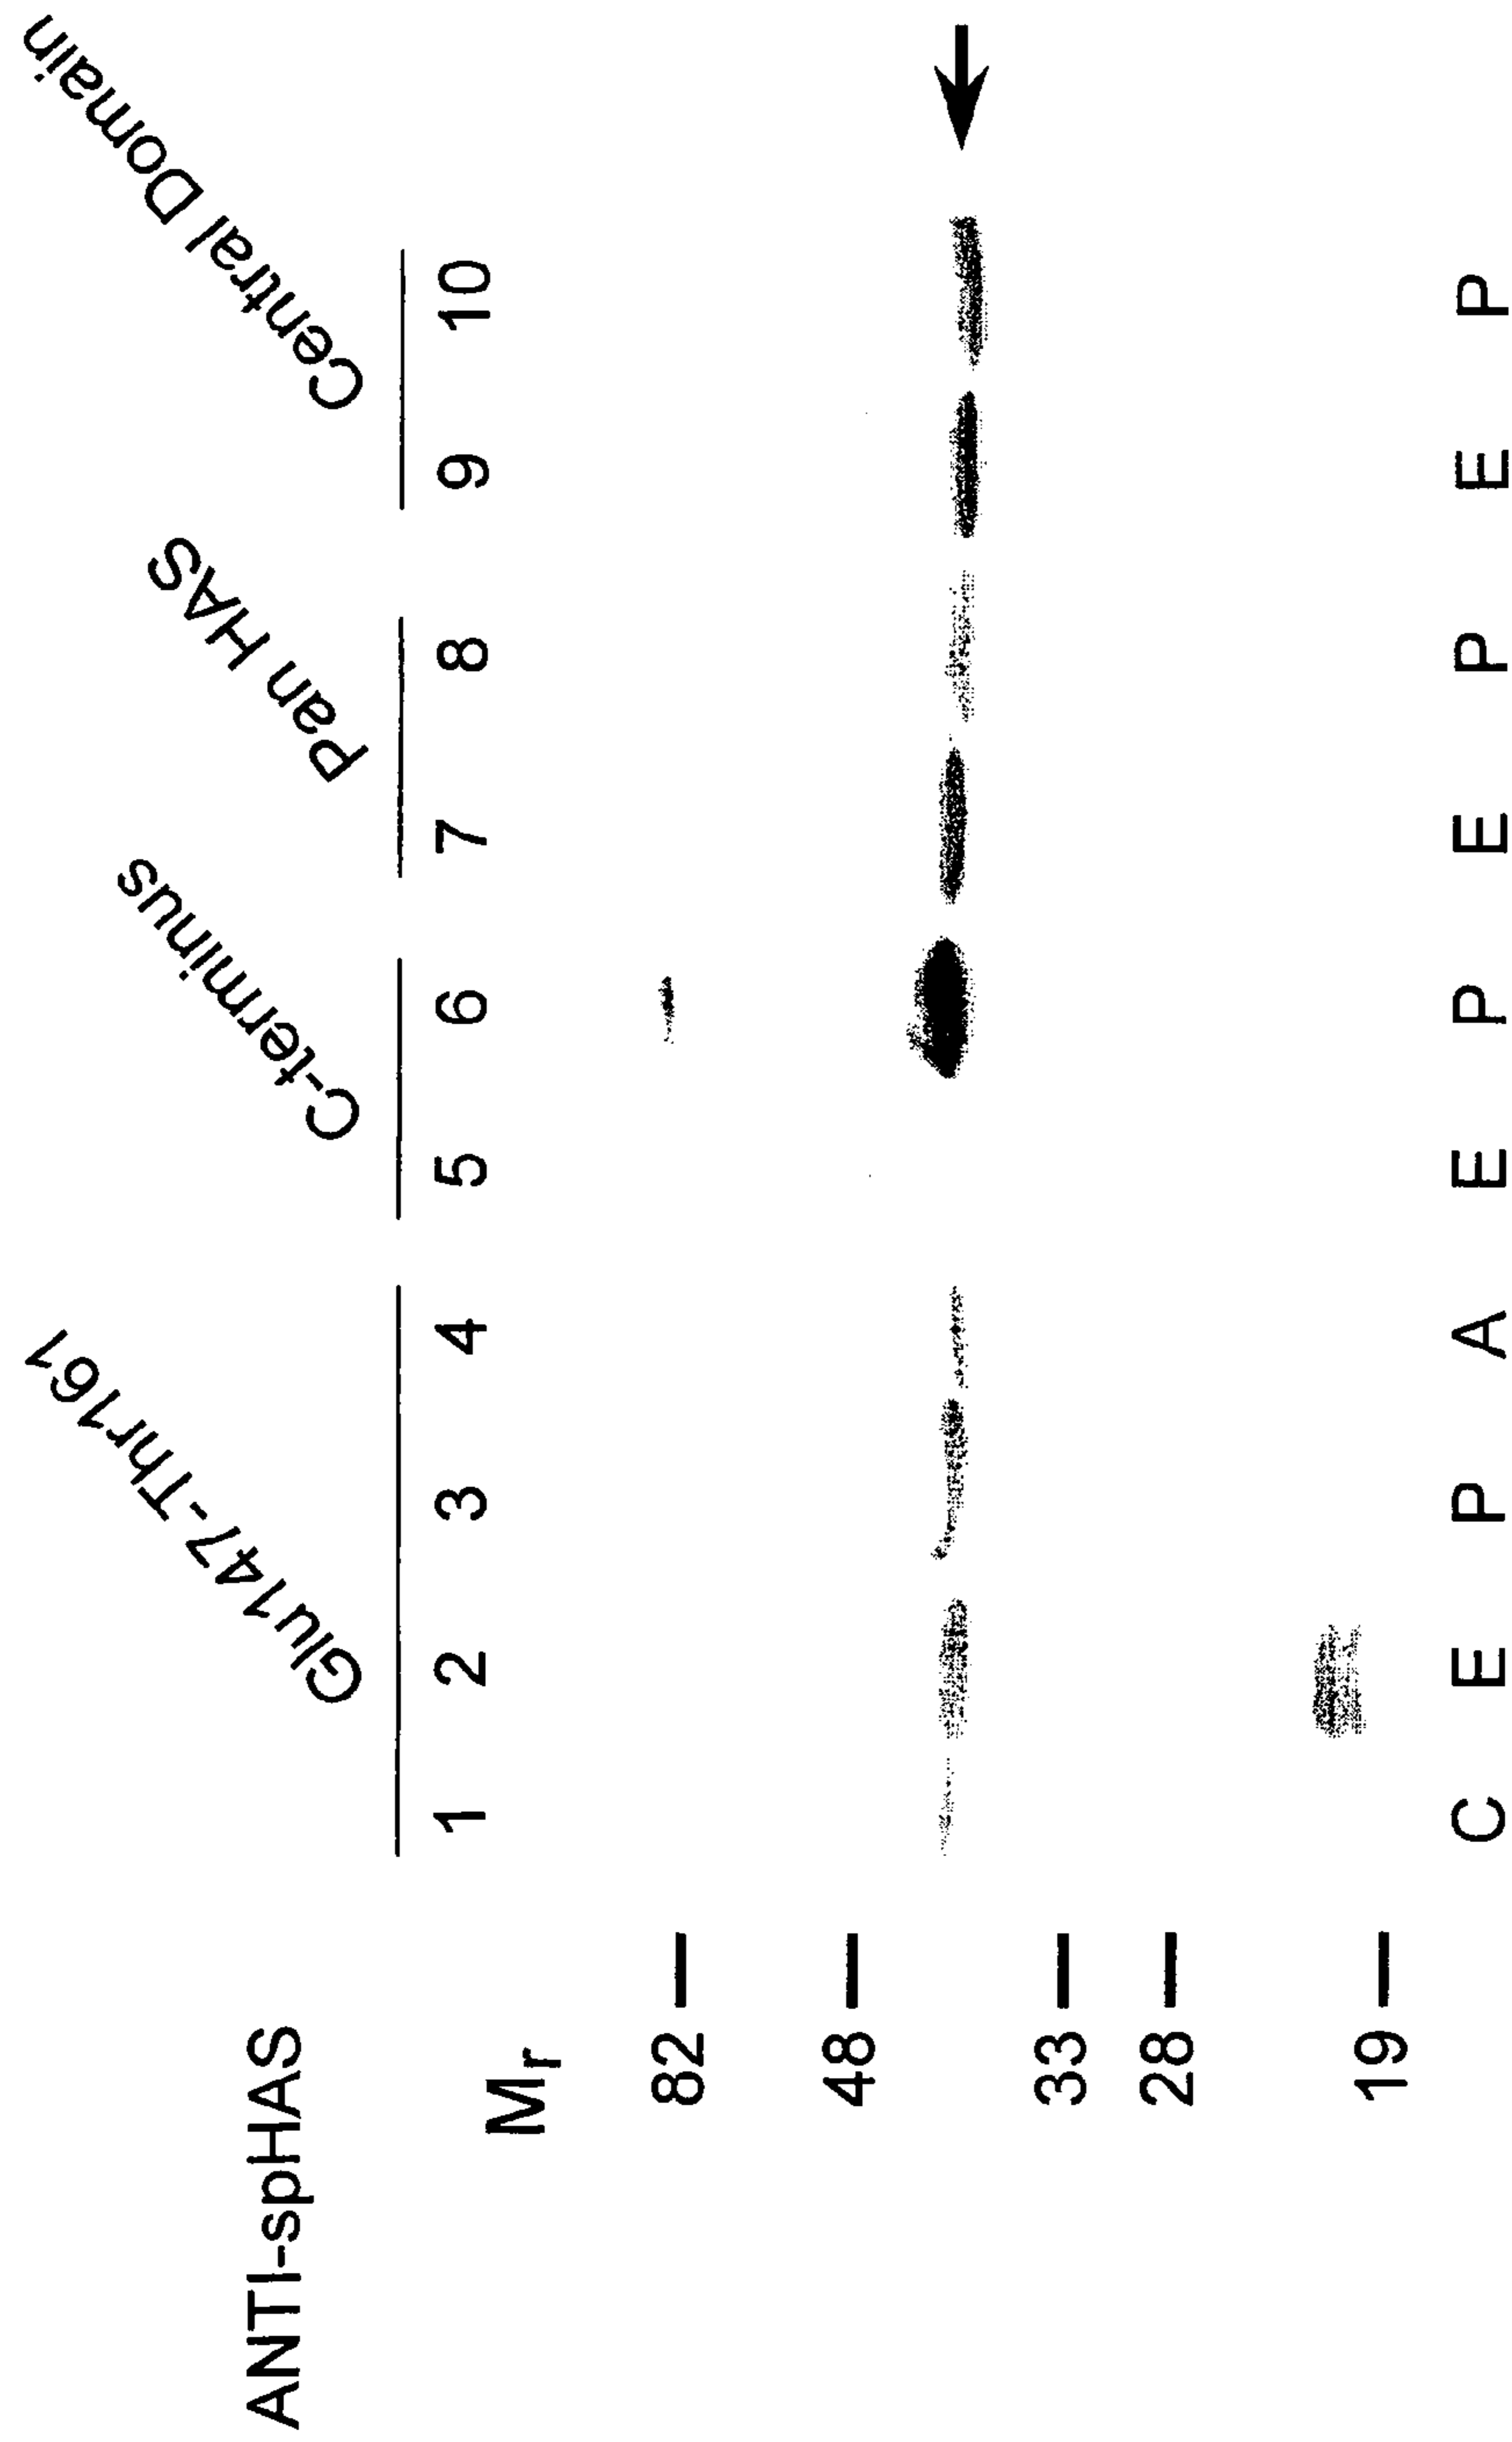 ANTI-spHAS
Glu147-Thr161 C-terminus Pan HAS Central Domain
1 2 3 4 5 6 7 8 9 10
Mr
82
48
33
28
19
C E P A E P E P E P